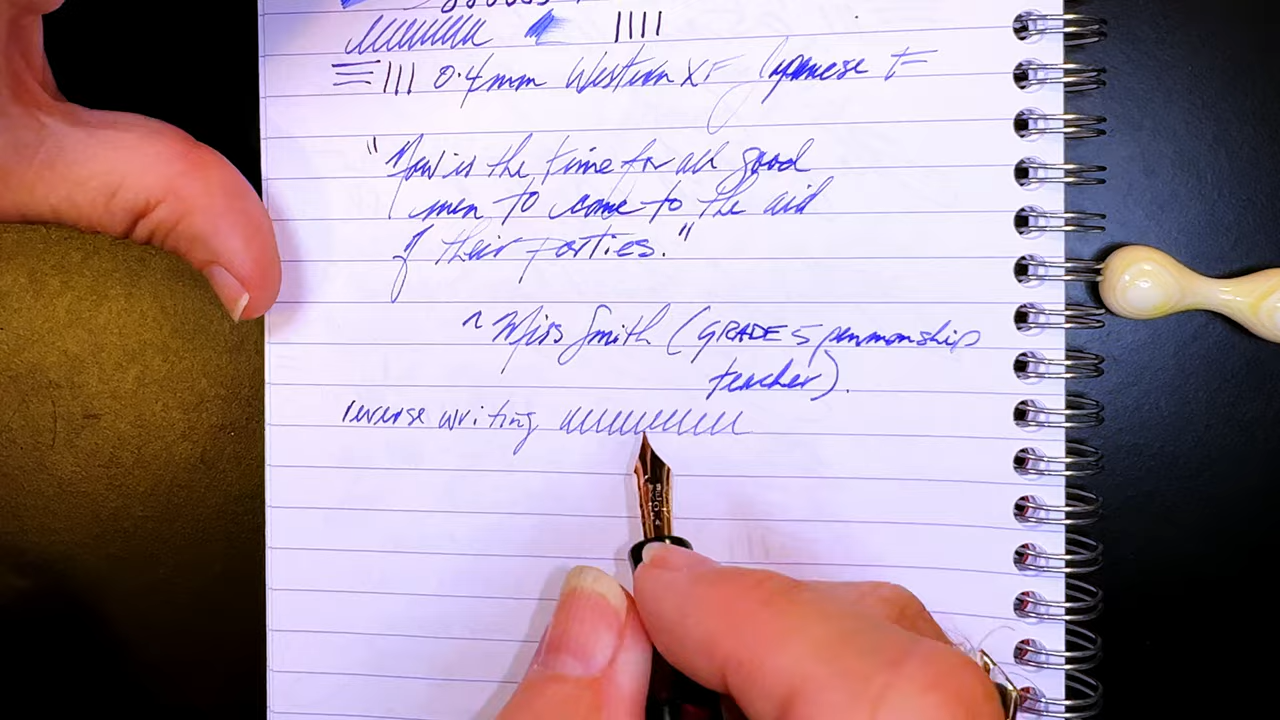 0.4mm Western XF Japanese F
"Now is the time for all good
men to come to the aid
of their parties."
~ Miss Smith (GRADE 5 penmanship
teacher).
reverse writing